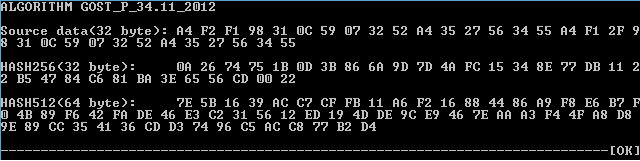 ALGORITHM GOST_P_34.11_2012
Source data(32 byte): A4 F2 F1 98 31 0C 59 07 32 52 A4 35 27 56 34 55 A4 F1 2F 9
8 31 0C 59 07 32 52 A4 35 27 56 34 55
HASH256(32 byte):     0A 26 74 75 1B 0D 3B 86 6A 9D 7D 4A FC 15 34 8E 77 DB 11 2
2 B5 47 84 C6 81 BA 3E 65 56 CD 00 22
HASH512(64 byte):     7E 5B 16 39 AC C7 CF FB 11 A6 F2 16 88 44 86 A9 F8 E6 B7 F
0 4B 89 F6 42 FA DE 46 E3 C2 31 56 12 ED 19 4D DE 9C E9 46 7E AA A3 F4 4F A8 D8
9E 89 CC 35 41 36 CD D3 74 96 C5 AC C8 77 B2 D4
----------------------------------------------------------------------------[OK]